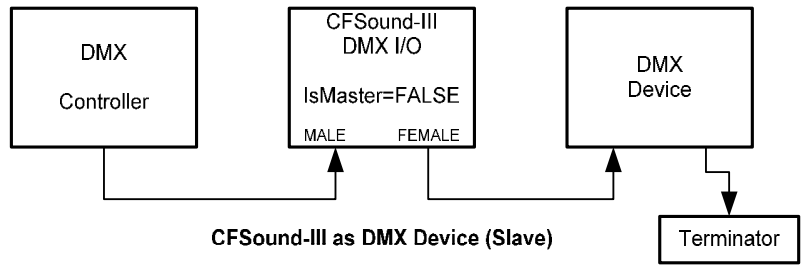 DMX
Controller
CFSound-III
DMX I/O
IsMaster=FALSE
MALE FEMALE
DMX
Device
CFSound-III as DMX Device (Slave)
Terminator